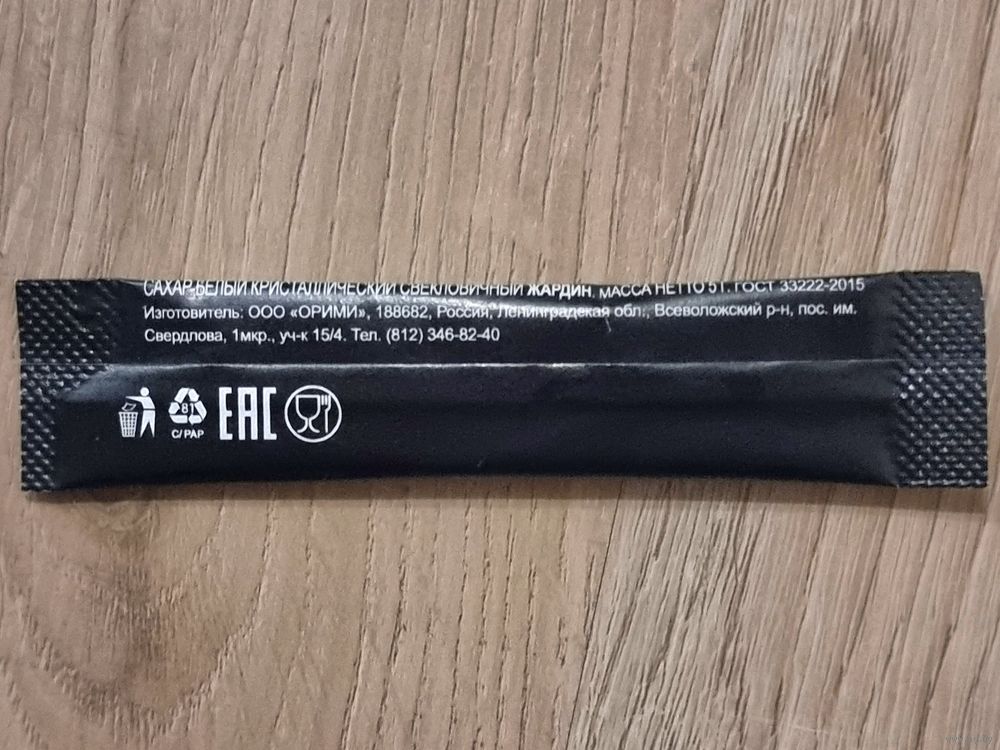 САХАР-БЕЛЫЙ КРИСТАЛЛИЧЕСКИЙ СВЕКЛОВИЧНЫЙ ЖАРДИН. МАССА НЕТТО 5 Г. ГОСТ 33222-2015
Изготовитель: ООО «ОРИМИ», 188682, Россия, Ленинградская обл., Всеволожский р-н, пос. им.
Свердлова, 1мкр., уч-к 15/4. Тел. (812) 346-82-40
81
C/PAP
EAC